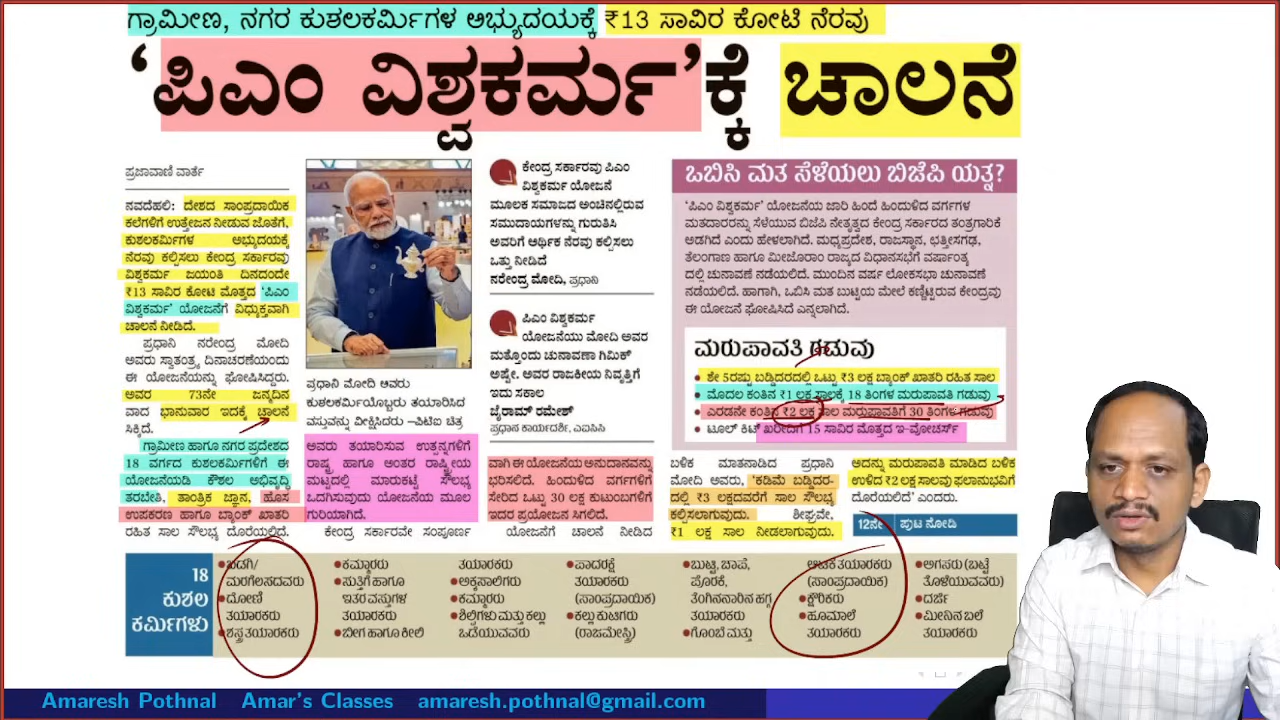 ಗ್ರಾಮೀಣ, ನಗರ ಕುಶಲಕರ್ಮಿಗಳ ಅಭ್ಯುದಯಕ್ಕೆ ₹13 ಸಾವಿರ ಕೋಟಿ ನೆರವು
‘ಪಿಎಂ ವಿಶ್ವಕರ್ಮ’ಕ್ಕೆ ಚಾಲನೆ
ಪ್ರಜಾವಾಣಿ ವಾರ್ತೆ
ನವದೆಹಲಿ: ದೇಶದ ಸಾಂಪ್ರದಾಯಿಕ
ಕಲೆಗಳಿಗೆ ಉತ್ತೇಜನ ನೀಡುವ ಜೊತೆಗೆ,
ಕುಶಲಕರ್ಮಿಗಳ ಅಭ್ಯುದಯಕ್ಕೆ
ನೆರವು ಕಲ್ಪಿಸಲು ಕೇಂದ್ರ ಸರ್ಕಾರವು
ವಿಶ್ವಕರ್ಮ ಜಯಂತಿ ದಿನದಂದೇ
₹13 ಸಾವಿರ ಕೋಟಿ ಮೊತ್ತದ ‘ಪಿಎಂ
ವಿಶ್ವಕರ್ಮ’ ಯೋಜನೆಗೆ ವಿಧ್ಯುಕ್ತವಾಗಿ
ಚಾಲನೆ ನೀಡಿದೆ.
ಪ್ರಧಾನಿ ನರೇಂದ್ರ ಮೋದಿ
ಅವರು ಸ್ವಾತಂತ್ರ್ಯ ದಿನಾಚರಣೆಯಂದು
ಈ ಯೋಜನೆಯನ್ನು ಘೋಷಿಸಿದ್ದರು.
ಅವರ 73ನೇ ಜನ್ಮದಿನ
ವಾದ ಭಾನುವಾರ ಇದಕ್ಕೆ ಚಾಲನೆ
ಸಿಕ್ಕಿದೆ.
ಗ್ರಾಮೀಣ ಹಾಗೂ ನಗರ ಪ್ರದೇಶದ
18 ವರ್ಗದ ಕುಶಲಕರ್ಮಿಗಳಿಗೆ ಈ
ಯೋಜನೆಯಡಿ ಕೌಶಲ ಅಭಿವೃದ್ಧಿ
ತರಬೇತಿ, ತಾಂತ್ರಿಕ ಜ್ಞಾನ, ಹೊಸ
ಉಪಕರಣ ಹಾಗೂ ಬ್ಯಾಂಕ್ ಖಾತರಿ
ರಹಿತ ಸಾಲ ಸೌಲಭ್ಯ ದೊರೆಯಲಿದೆ.
ಪ್ರಧಾನಿ ಮೋದಿ ಅವರು
ಕುಶಲಕರ್ಮಿಯೊಬ್ಬರು ತಯಾರಿಸಿದ
ವಸ್ತುವನ್ನು ವೀಕ್ಷಿಸಿದರು –ಪಿಟಿಐ ಚಿತ್ರ
ಅವರು ತಯಾರಿಸುವ ಉತ್ಪನ್ನಗಳಿಗೆ
ರಾಷ್ಟ್ರ ಹಾಗೂ ಅಂತರ ರಾಷ್ಟ್ರೀಯ
ಮಟ್ಟದಲ್ಲಿ ಮಾರುಕಟ್ಟೆ ಸೌಲಭ್ಯ
ಒದಗಿಸುವುದು ಯೋಜನೆಯ ಮೂಲ
ಗುರಿಯಾಗಿದೆ.
ಕೇಂದ್ರ ಸರ್ಕಾರವೇ ಸಂಪೂರ್ಣ
ಕೇಂದ್ರ ಸರ್ಕಾರವು ಪಿಎಂ
ವಿಶ್ವಕರ್ಮ ಯೋಜನೆ
ಮೂಲಕ ಸಮಾಜದ ಅಂಚಿನಲ್ಲಿರುವ
ಸಮುದಾಯಗಳನ್ನು ಗುರುತಿಸಿ
ಅವರಿಗೆ ಆರ್ಥಿಕ ನೆರವು ಕಲ್ಪಿಸಲು
ಒತ್ತು ನೀಡಿದೆ
ನರೇಂದ್ರ ಮೋದಿ, ಪ್ರಧಾನಿ
ಪಿಎಂ ವಿಶ್ವಕರ್ಮ
ಯೋಜನೆಯು ಮೋದಿ ಅವರ
ಮತ್ತೊಂದು ಚುನಾವಣಾ ಗಿಮಿಕ್
ಅಷ್ಟೇ. ಅವರ ರಾಜಕೀಯ ನಿವೃತ್ತಿಗೆ
ಇದು ಸಕಾಲ
ಜೈರಾಮ್ ರಮೇಶ್
ಪ್ರಧಾನ ಕಾರ್ಯದರ್ಶಿ, ಎಐಸಿಸಿ
ವಾಗಿ ಈ ಯೋಜನೆಯ ಅನುದಾನವನ್ನು
ಭರಿಸಲಿದೆ. ಹಿಂದುಳಿದ ವರ್ಗಗಳಿಗೆ
ಸೇರಿದ ಒಟ್ಟು 30 ಲಕ್ಷ ಕುಟುಂಬಗಳಿಗೆ
ಇದರ ಪ್ರಯೋಜನ ಸಿಗಲಿದೆ.
ಯೋಜನೆಗೆ ಚಾಲನೆ ನೀಡಿದ
ಒಬಿಸಿ ಮತ ಸೆಳೆಯಲು ಬಿಜೆಪಿ ಯತ್ನ?
‘ಪಿಎಂ ವಿಶ್ವಕರ್ಮ’ ಯೋಜನೆಯ ಜಾರಿ ಹಿಂದೆ ಹಿಂದುಳಿದ ವರ್ಗಗಳ
ಮತದಾರರನ್ನು ಸೆಳೆಯುವ ಬಿಜೆಪಿ ನೇತೃತ್ವದ ಕೇಂದ್ರ ಸರ್ಕಾರದ ತಂತ್ರಗಾರಿಕೆ
ಅಡಗಿದೆ ಎಂದು ಹೇಳಲಾಗಿದೆ. ಮಧ್ಯಪ್ರದೇಶ, ರಾಜಸ್ಥಾನ, ಛತ್ತೀಸಗಢ,
ತೆಲಂಗಾಣ ಹಾಗೂ ಮೀಜೊರಾಂ ರಾಜ್ಯದ ವಿಧಾನಸಭೆಗೆ ವರ್ಷಾಂತ್ಯ
ದಲ್ಲಿ ಚುನಾವಣೆ ನಡೆಯಲಿದೆ. ಮುಂದಿನ ವರ್ಷ ಲೋಕಸಭಾ ಚುನಾವಣೆ
ನಡೆಯಲಿದೆ. ಹಾಗಾಗಿ, ಒಬಿಸಿ ಮತ ಬುಟ್ಟಿಯ ಮೇಲೆ ಕಣ್ಣಿಟ್ಟಿರುವ ಕೇಂದ್ರವು
ಈ ಯೋಜನೆ ಘೋಷಿಸಿದೆ ಎನ್ನಲಾಗಿದೆ.
ಮರುಪಾವತಿ ಗಡುವು
● ಶೇ 5ರಷ್ಟು ಬಡ್ಡಿದರದಲ್ಲಿ ಒಟ್ಟು ₹3 ಲಕ್ಷ ಬ್ಯಾಂಕ್ ಖಾತರಿ ರಹಿತ ಸಾಲ
● ಮೊದಲ ಕಂತಿನ ₹1 ಲಕ್ಷ ಸಾಲಕ್ಕೆ 18 ತಿಂಗಳ ಮರುಪಾವತಿ ಗಡುವು
● ಎರಡನೇ ಕಂತಿನ ₹2 ಲಕ್ಷ ಸಾಲ ಮರುಪಾವತಿಗೆ 30 ತಿಂಗಳ ಗಡುವು
● ಟೂಲ್ ಕಿಟ್ ಖರೀದಿಗೆ 15 ಸಾವಿರ ಮೊತ್ತದ ಇ-ವೋಚರ್ಸ್
ಬಳಿಕ ಮಾತನಾಡಿದ ಪ್ರಧಾನಿ
ಮೋದಿ ಅವರು, ‘ಕಡಿಮೆ ಬಡ್ಡಿದರ-
ದಲ್ಲಿ ₹3 ಲಕ್ಷದವರೆಗೆ ಸಾಲ ಸೌಲಭ್ಯ
ಕಲ್ಪಿಸಲಾಗುವುದು. ಶೀಘ್ರವೇ,
₹1 ಲಕ್ಷ ಸಾಲ ನೀಡಲಾಗುವುದು.
ಅದನ್ನು ಮರುಪಾವತಿ ಮಾಡಿದ ಬಳಿಕ
ಉಳಿದ ₹2 ಲಕ್ಷ ಸಾಲವು ಫಲಾನುಭವಿಗೆ
ದೊರೆಯಲಿದೆ’ ಎಂದರು.
12ನೇ ಪುಟ ನೋಡಿ
18
ಕುಶಲ
ಕರ್ಮಿಗಳು
● ಬಡಗಿ/
ಮರಗೆಲಸದವರು
● ದೋಣಿ
ತಯಾರಕರು
● ಶಸ್ತ್ರ ತಯಾರಕರು
● ಕಮ್ಮಾರರು
● ಸುತ್ತಿಗೆ ಹಾಗೂ
ಇತರ ವಸ್ತುಗಳ
ತಯಾರಕರು
● ಬೀಗ ಹಾಗೂ ಕೀಲಿ
ತಯಾರಕರು
● ಅಕ್ಕಸಾಲಿಗರು
● ಕಮ್ಮಾರರು
● ಶಿಲ್ಪಿಗಳು ಮತ್ತು ಕಲ್ಲು
ಒಡೆಯುವವರು
● ಪಾದರಕ್ಷೆ
ತಯಾರಕರು
(ಸಾಂಪ್ರದಾಯಿಕ)
● ಕಲ್ಲುಕುಟಿಗರು
(ರಾಜಮೇಸ್ತ್ರಿ)
● ಬುಟ್ಟಿ, ಚಾಪೆ,
ಪೊರಕೆ,
ತೆಂಗಿನನಾರಿನ ಹಗ್ಗ
ತಯಾರಕರು
● ಗೊಂಬೆ ಮತ್ತು
ಆಟಿಕೆ ತಯಾರಕರು
(ಸಾಂಪ್ರದಾಯಿಕ)
● ಕ್ಷೌರಿಕರು
● ಹೂಮಾಲೆ
ತಯಾರಕರು
● ಅಗಸರು (ಬಟ್ಟೆ
ತೊಳೆಯುವವರು)
● ದರ್ಜಿ
● ಮೀನಿನ ಬಲೆ
ತಯಾರಕರು
Amaresh Pothnal Amar's Classes amaresh.pothnal@gmail.com